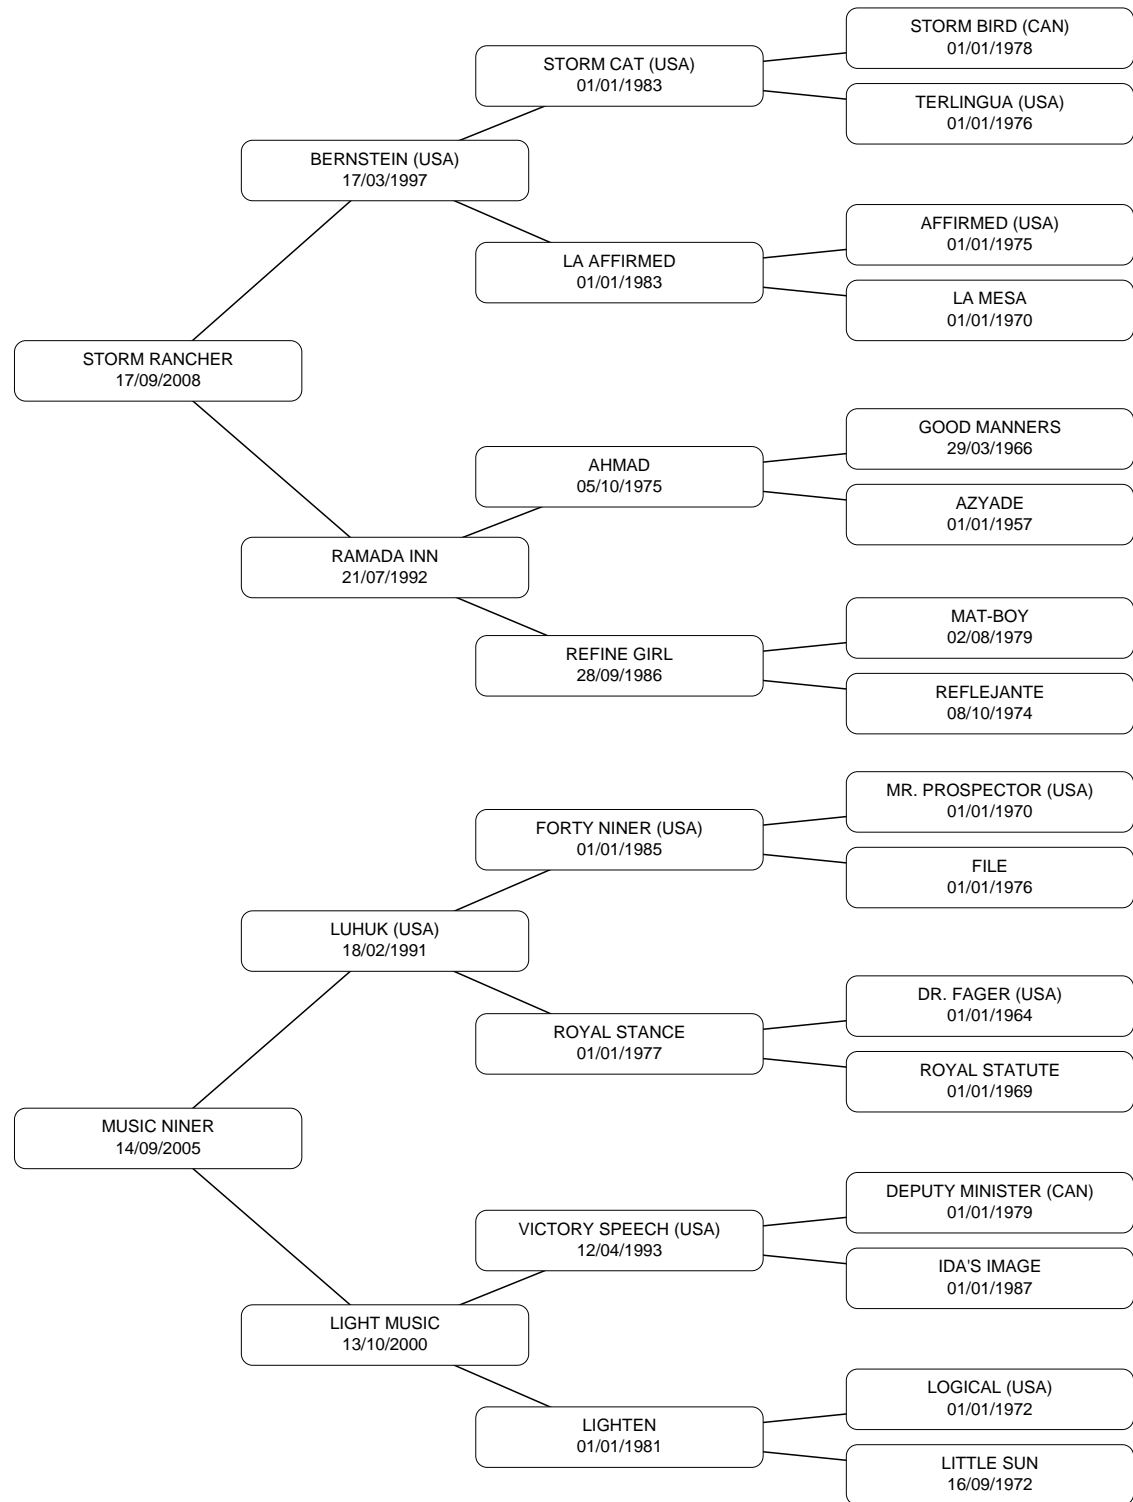 STORM BIRD (CAN)
01/01/1978
STORM CAT (USA)
01/01/1983
TERLINGUA (USA)
01/01/1976
BERNSTEIN (USA)
17/03/1997
AFFIRMED (USA)
01/01/1975
LA AFFIRMED
01/01/1983
LA MESA
01/01/1970
STORM RANCHER
17/09/2008
GOOD MANNERS
29/03/1966
AHMAD
05/10/1975
AZYADE
01/01/1957
RAMADA INN
21/07/1992
MAT-BOY
02/08/1979
REFINE GIRL
28/09/1986
REFLEJANTE
08/10/1974
MR. PROSPECTOR (USA)
01/01/1970
FORTY NINER (USA)
01/01/1985
FILE
01/01/1976
LUHUK (USA)
18/02/1991
DR. FAGER (USA)
01/01/1964
ROYAL STANCE
01/01/1977
ROYAL STATUTE
01/01/1969
MUSIC NINER
14/09/2005
DEPUTY MINISTER (CAN)
01/01/1979
VICTORY SPEECH (USA)
12/04/1993
IDA'S IMAGE
01/01/1987
LIGHT MUSIC
13/10/2000
LOGICAL (USA)
01/01/1972
LIGHTEN
01/01/1981
LITTLE SUN
16/09/1972